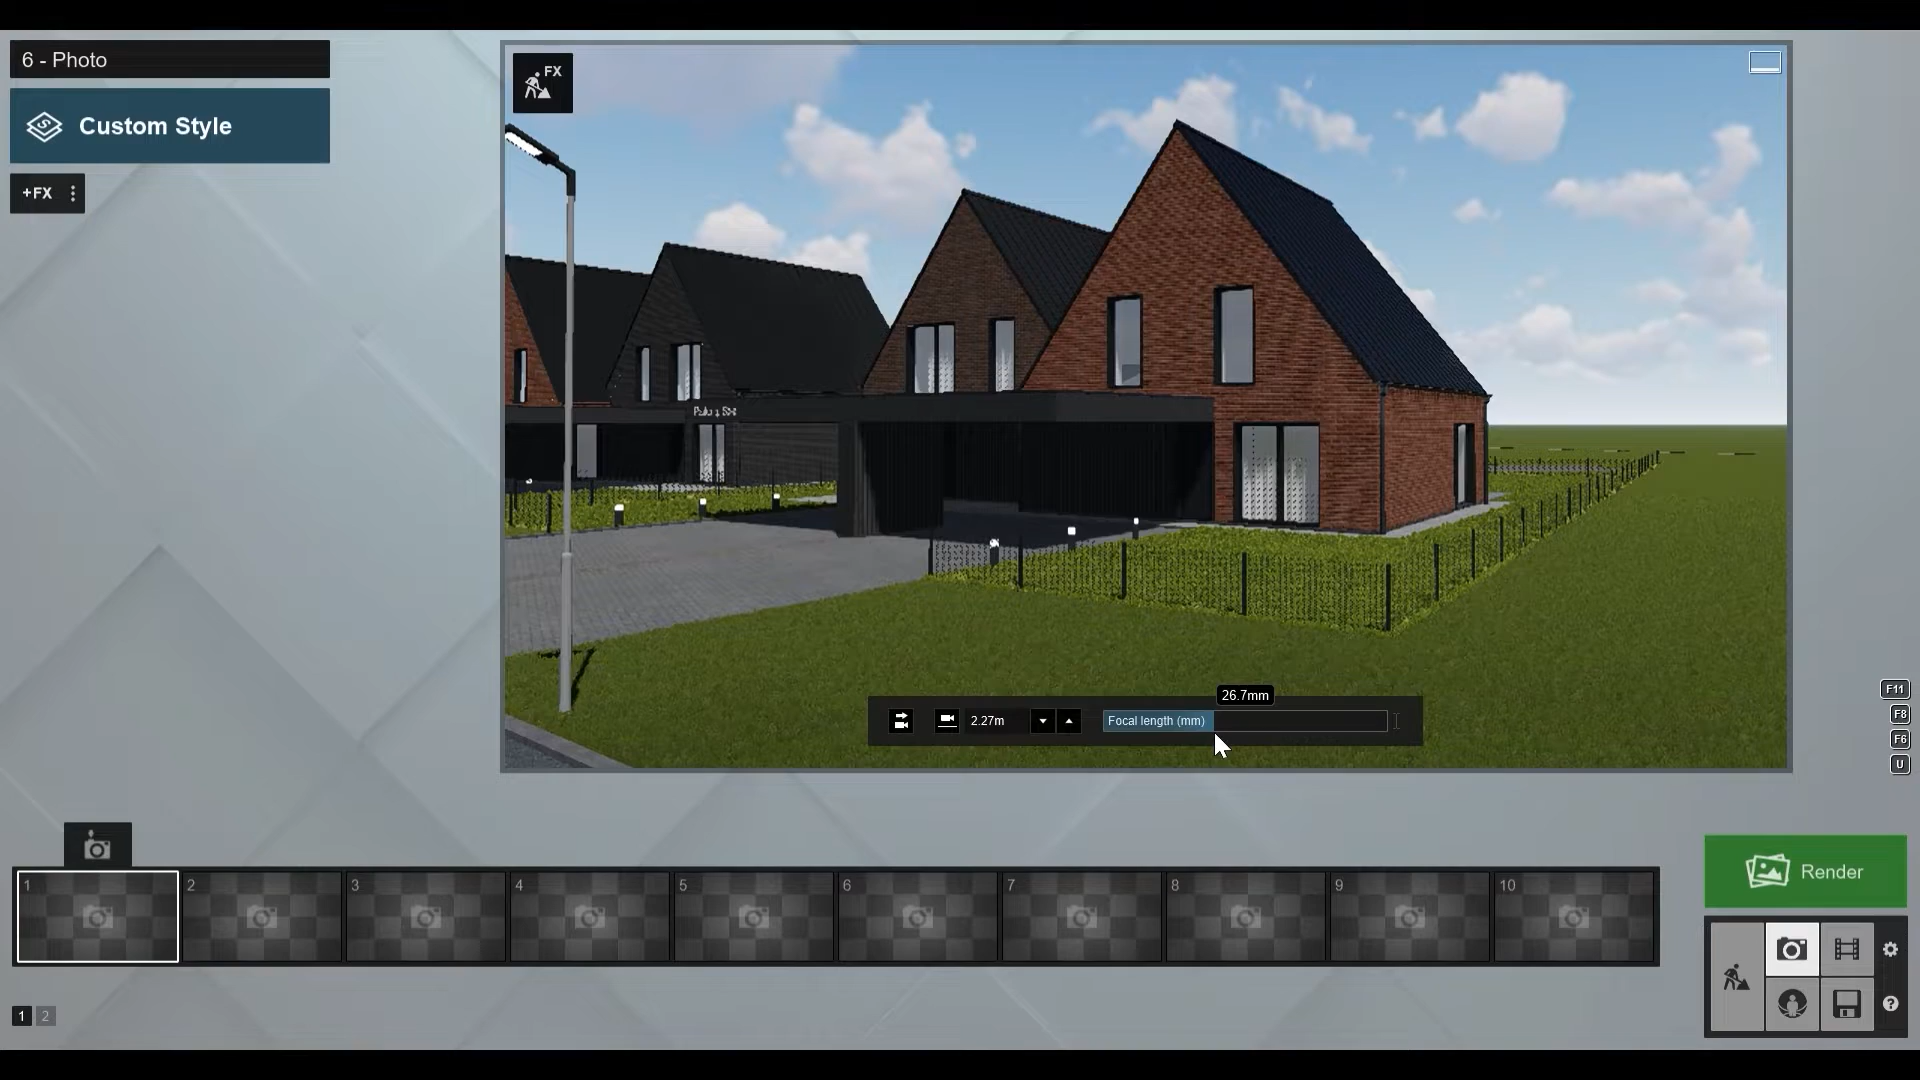 6 - Photo
FX
Custom Style
+FX
26.7mm
2.27m
Focal length (mm)
F11
F8
F6
U
1 2 3 4 5 6 7 8 9 10
Render
1 2
?